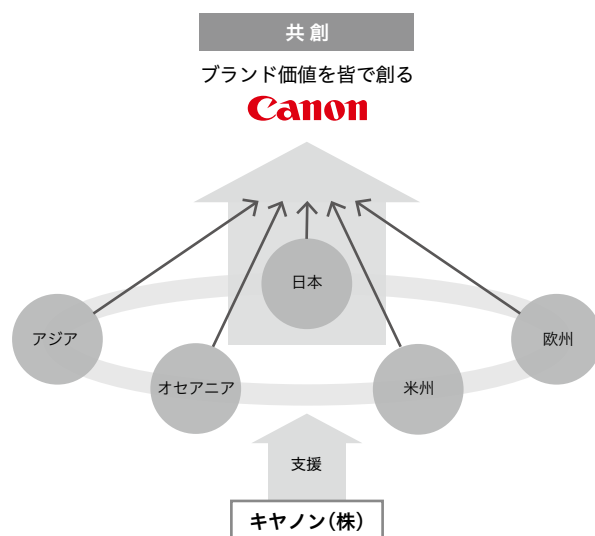 共創
ブランド価値を皆で創る
Canon
日本
アジア
欧州
オセアニア
米州
支援
キヤノン(株)